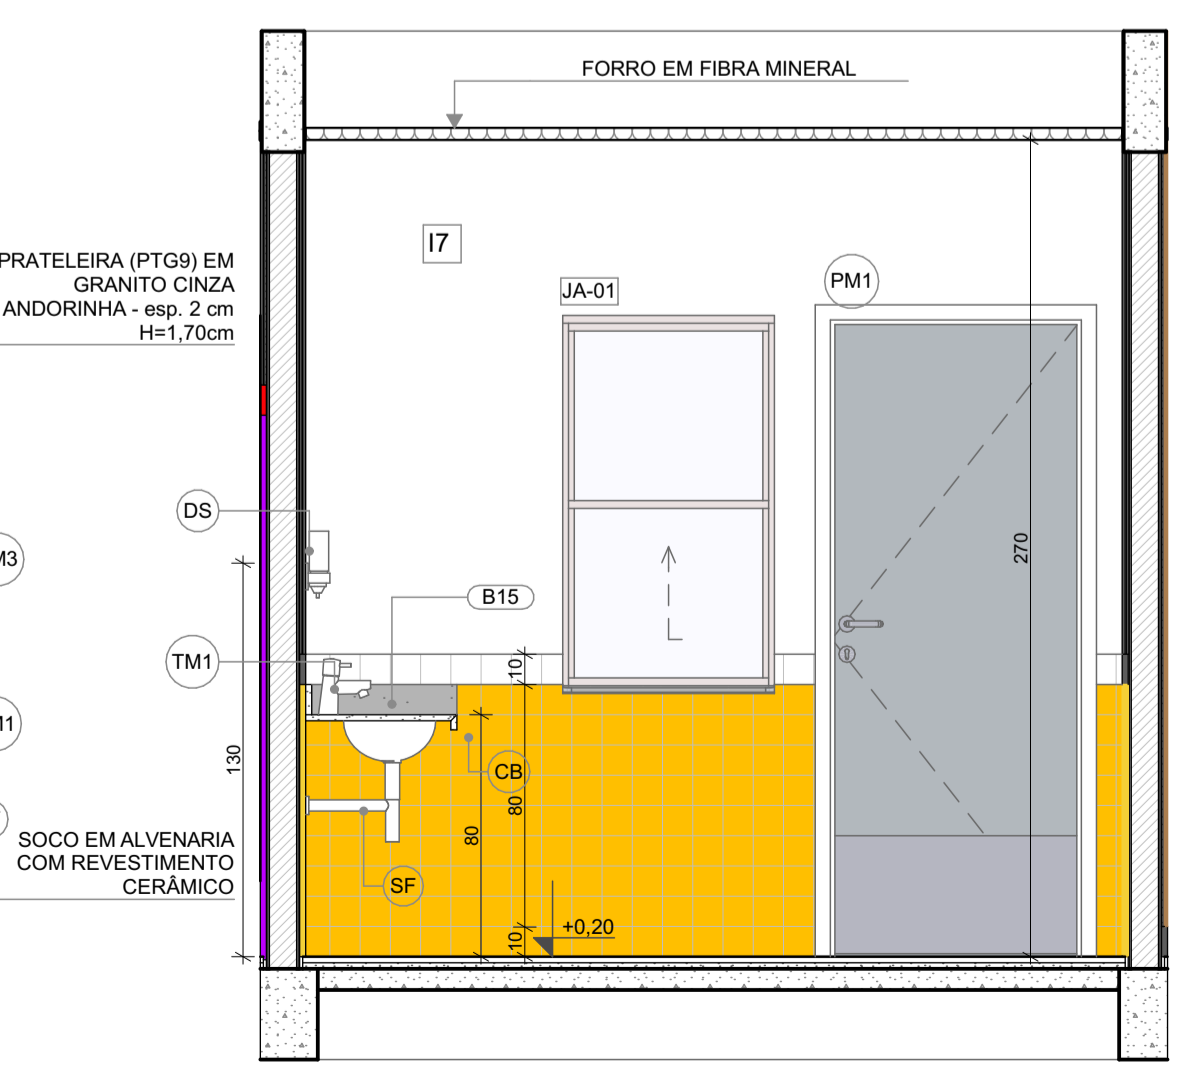 FORRO EM FIBRA MINERAL
I7
PRATELEIRA (PTG9) EM
GRANITO CINZA
ANDORINHA - esp. 2 cm
H=1,70cm
JA-01
PM1
DS
270
M3
B15
TM1
10
130
CB
80
80
SOCO EM ALVENARIA
COM REVESTIMENTO
CERÂMICO
SF
+0,20
10